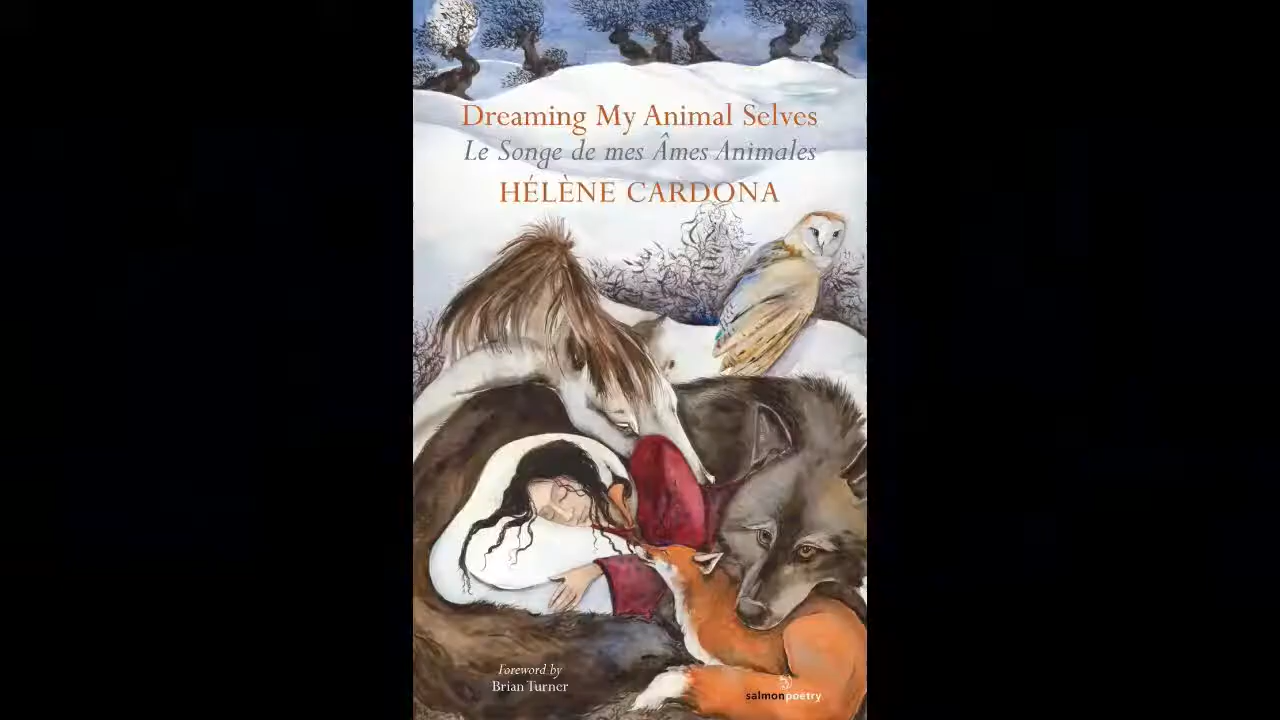 Dreaming My Animal Selves
Le Songe de mes Âmes Animales
HÉLÈNE CARDONA
Foreword by
Brian Turner
salmonpoetry